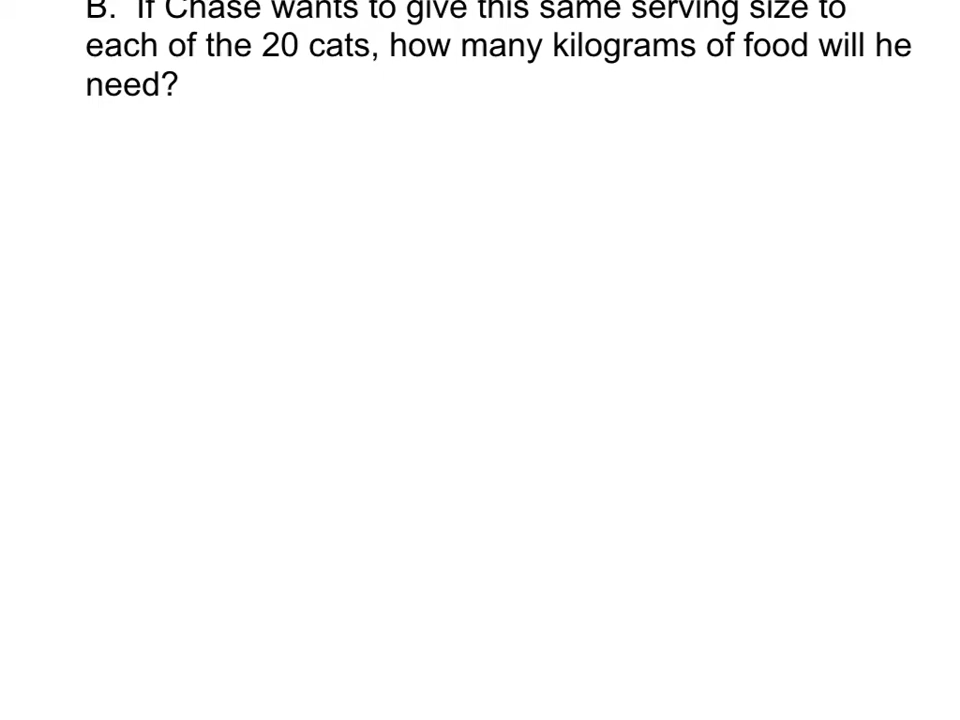 B. If Chase wants to give this same serving size to
each of the 20 cats, how many kilograms of food will he
need?